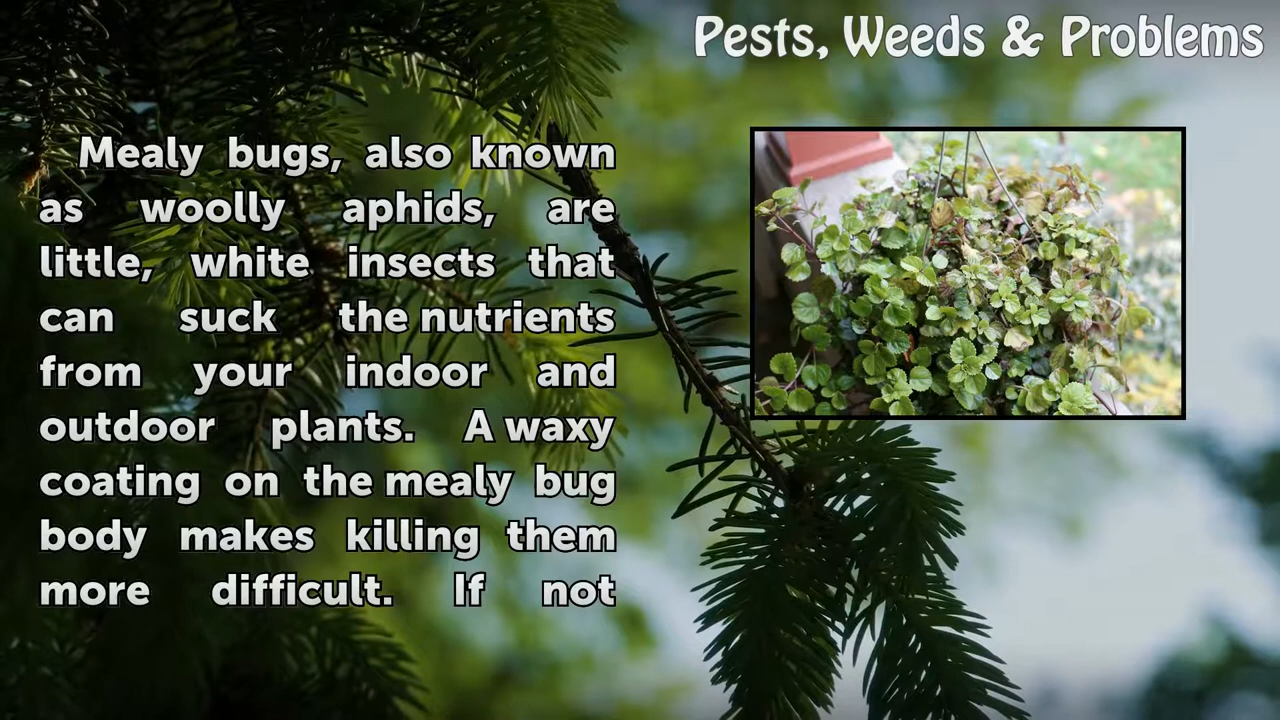 Pests, Weeds & Problems
Mealy bugs, also known
as woolly aphids, are
little, white insects that
can suck the nutrients
from your indoor and
outdoor plants. A waxy
coating on the mealy bug
body makes killing them
more difficult. If not